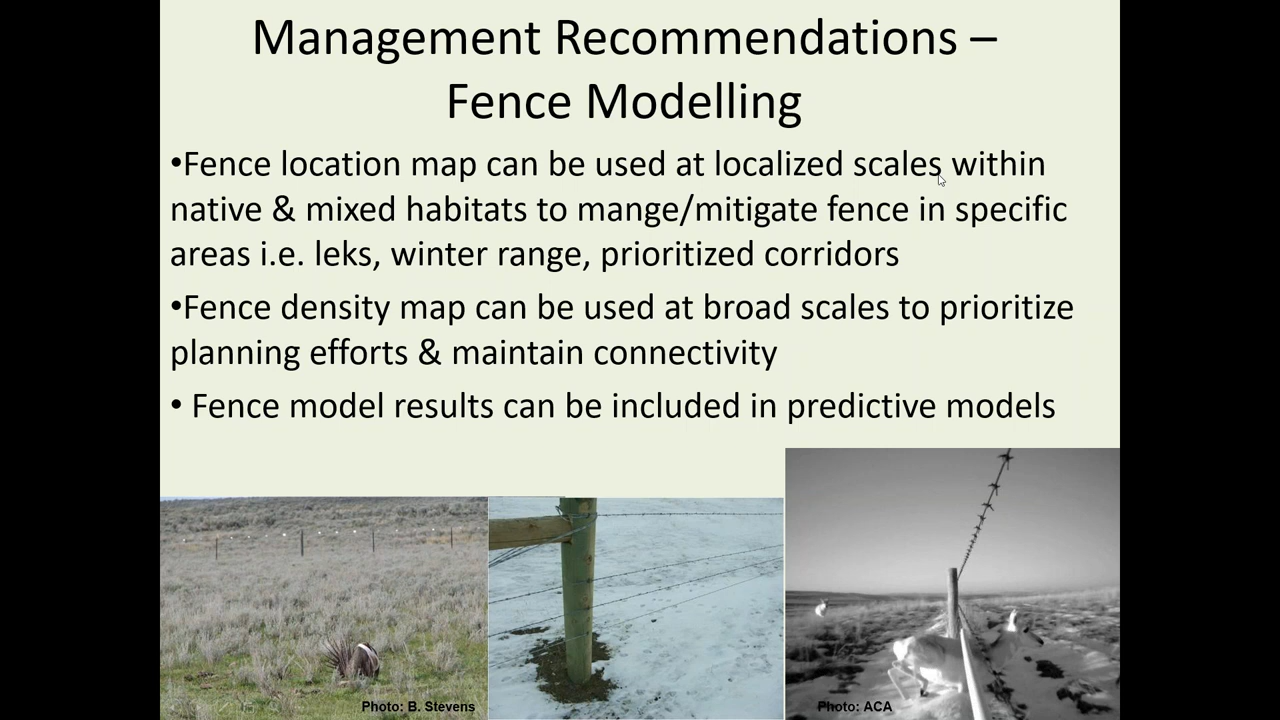 Management Recommendations –
Fence Modelling
•Fence location map can be used at localized scales within
native & mixed habitats to mange/mitigate fence in specific
areas i.e. leks, winter range, prioritized corridors
•Fence density map can be used at broad scales to prioritize
planning efforts & maintain connectivity
• Fence model results can be included in predictive models
Photo: B. Stevens
Photo: ACA